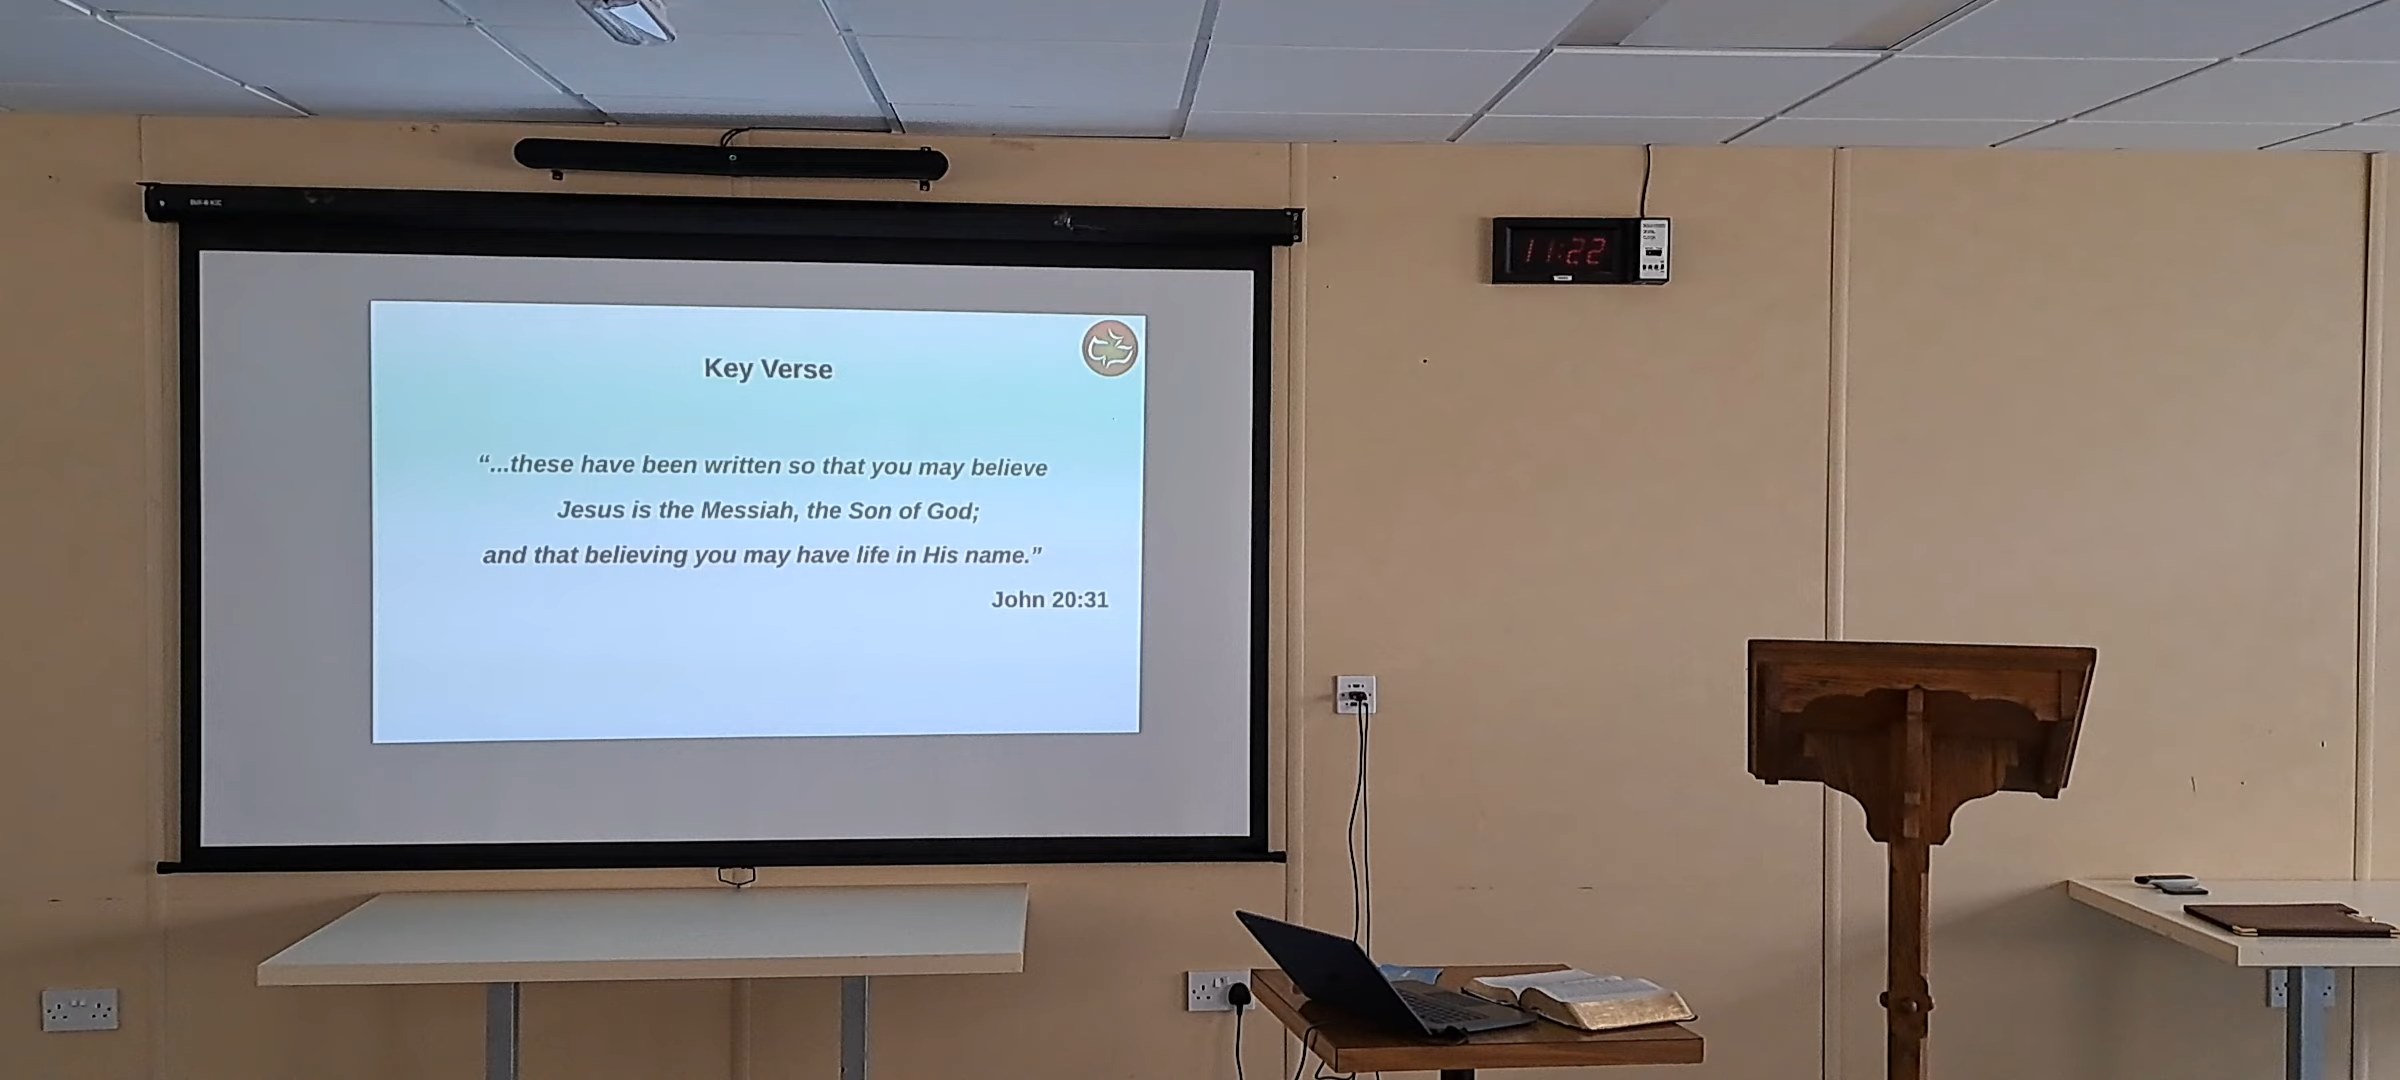 11:22
Key Verse
“...these have been written so that you may believe
Jesus is the Messiah, the Son of God;
and that believing you may have life in His name.”
John 20:31